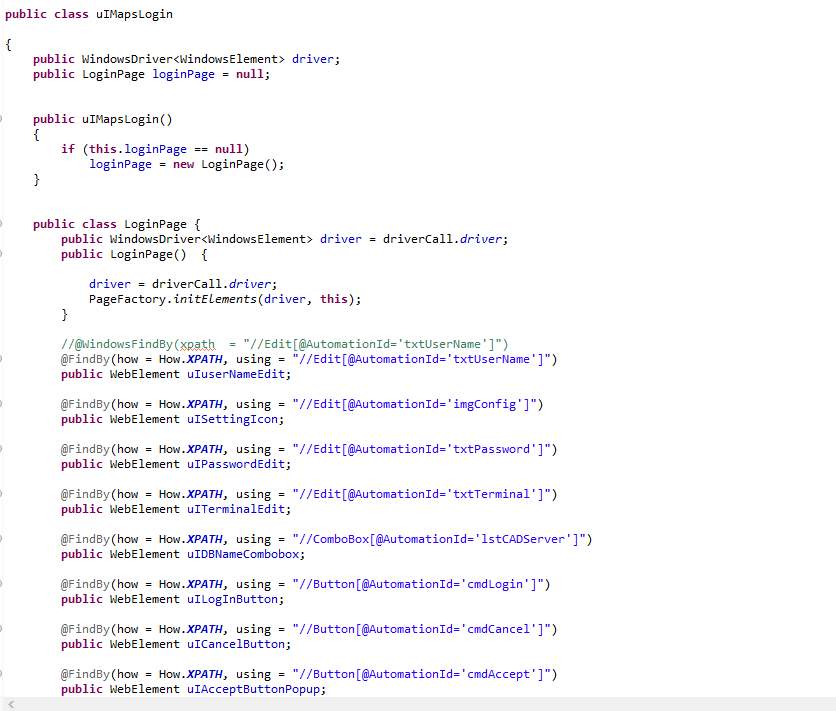 public class uIMapsLogin
{
public WindowsDriver<WindowsElement> driver;
public LoginPage loginPage = null;
public uIMapsLogin()
{
if (this.loginPage == null)
loginPage = new LoginPage();
}
public class LoginPage {
public WindowsDriver<WindowsElement> driver = driverCall.driver;
public LoginPage()  {
driver = driverCall.driver;
PageFactory.initElements(driver, this);
}
//@WindowsFindBy(xpath  = "//Edit[@AutomationId='txtUserName']")
@FindBy(how = How.XPATH, using = "//Edit[@AutomationId='txtUserName']")
public WebElement uIuserNameEdit;
@FindBy(how = How.XPATH, using = "//Edit[@AutomationId='imgConfig']")
public WebElement uISettingIcon;
@FindBy(how = How.XPATH, using = "//Edit[@AutomationId='txtPassword']")
public WebElement uIPasswordEdit;
@FindBy(how = How.XPATH, using = "//Edit[@AutomationId='txtTerminal']")
public WebElement uITerminalEdit;
@FindBy(how = How.XPATH, using = "//ComboBox[@AutomationId='lstCADServer']")
public WebElement uIDBNameCombobox;
@FindBy(how = How.XPATH, using = "//Button[@AutomationId='cmdLogin']")
public WebElement uILogInButton;
@FindBy(how = How.XPATH, using = "//Button[@AutomationId='cmdCancel']")
public WebElement uICancelButton;
@FindBy(how = How.XPATH, using = "//Button[@AutomationId='cmdAccept']")
public WebElement uIAcceptButtonPopup;